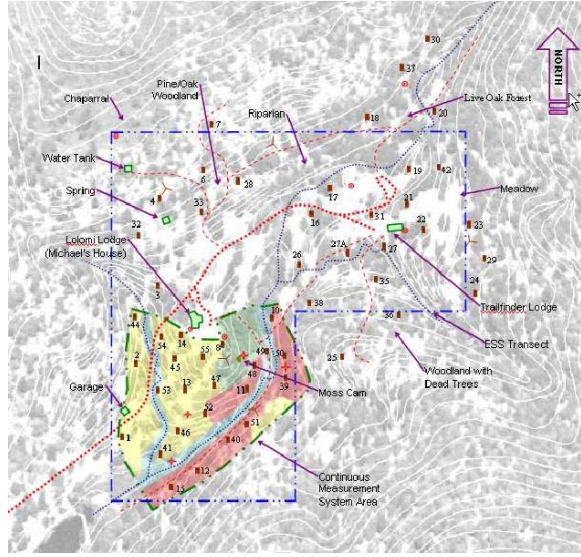 30
37
NORTH
Chaparral
Pine/Oak
Woodland
Riparian
Live Oak Forest
7
18
20
Water Tank
6
28
19
42
4
17
Meadow
Spring
33
21
16
31
22
23
32
Lolomi Lodge
(Michael's House)
27A
27
29
26
35
24
3
Trailfinder Lodge
38
36
44
10
ESS Transect
54
14
8
55
49
50
25
2
45
48
Woodland with
Dead Trees
53
13
47
11
39
Moss Cam
Garage
52
51
1
46
40
41
12
Continuous
Measurement
System Area
15